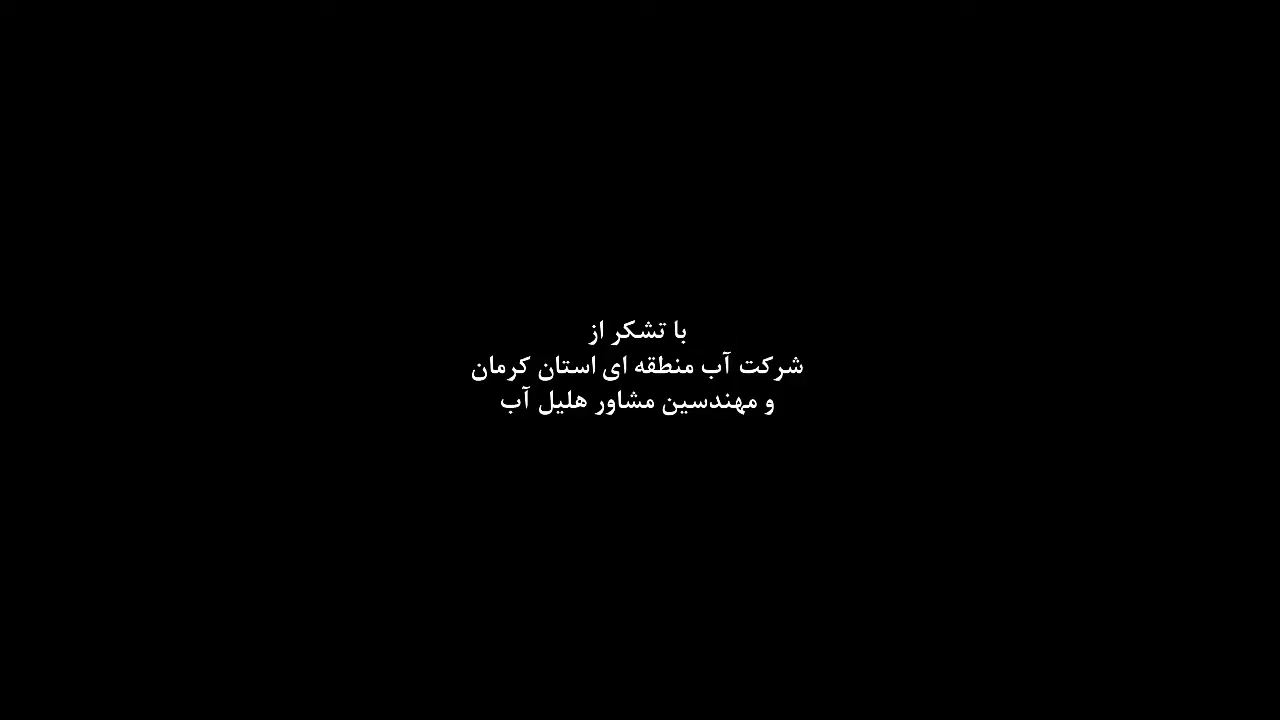 با تشکر از
شرکت آب منطقه ای استان کرمان
و مهندسین مشاور هلیل آب